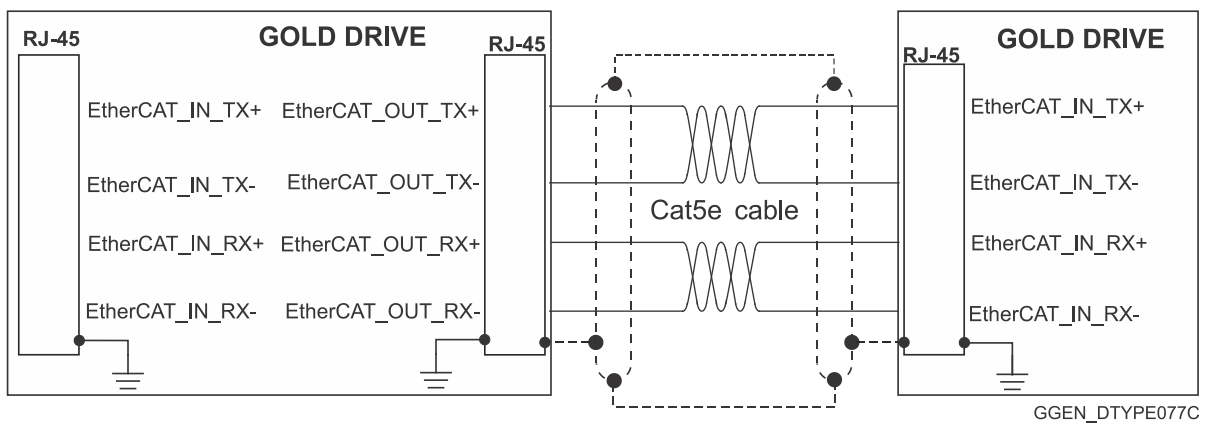 RJ-45
GOLD DRIVE
RJ-45
EtherCAT_IN_TX+
EtherCAT_OUT_TX+
EtherCAT_IN_TX-
EtherCAT_OUT_TX-
EtherCAT_IN_RX+
EtherCAT_OUT_RX+
EtherCAT_IN_RX-
EtherCAT_OUT_RX-
Cat5e cable
GOLD DRIVE
RJ-45
EtherCAT_IN_TX+
EtherCAT_IN_TX-
EtherCAT_IN_RX+
EtherCAT_IN_RX-
GGEN_DTYPE077C